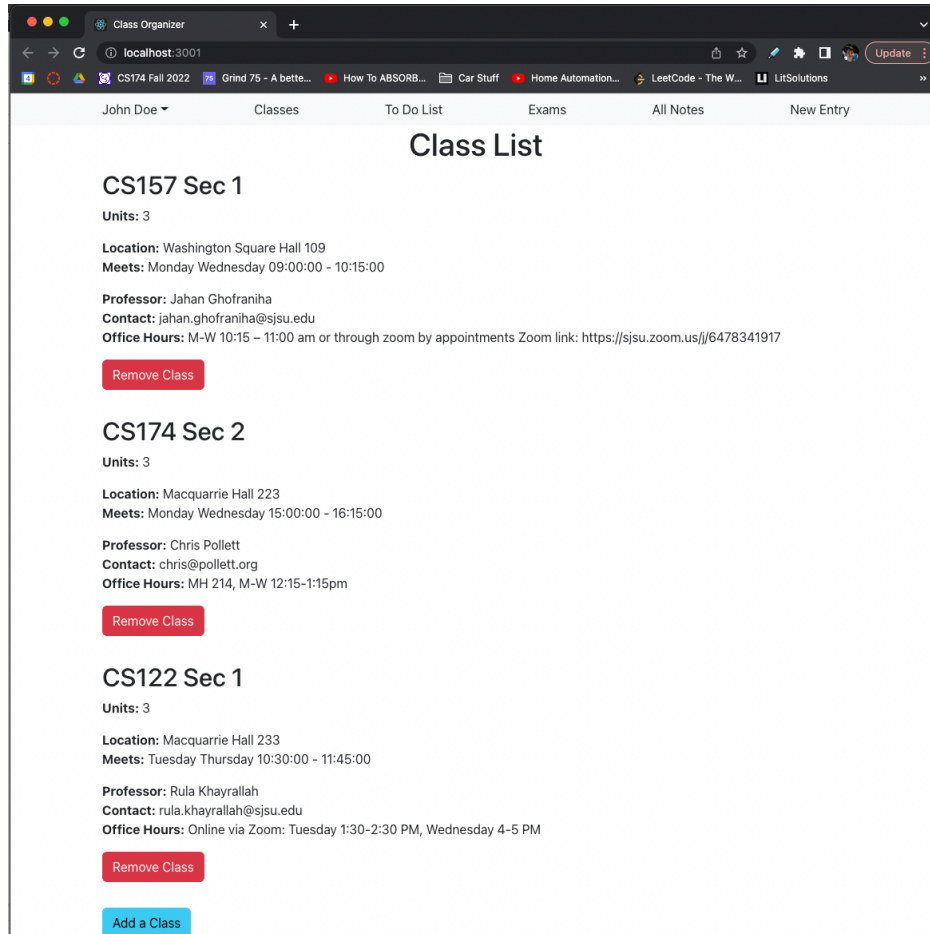 Class Organizer
localhost:3001
Update
4
CS174 Fall 2022
75
Grind 75 - A bette...
How To ABSORB...
Car Stuff
Home Automation...
LeetCode - The W...
LitSolutions
»
John Doe
Classes
To Do List
Exams
All Notes
New Entry
Class List
CS157 Sec 1
Units: 3
Location: Washington Square Hall 109
Meets: Monday Wednesday 09:00:00 - 10:15:00
Professor: Jahan Ghofraniha
Contact: jahan.ghofraniha@sjsu.edu
Office Hours: M-W 10:15 – 11:00 am or through zoom by appointments Zoom link: https://sjsu.zoom.us/j/6478341917
Remove Class
CS174 Sec 2
Units: 3
Location: Macquarrie Hall 223
Meets: Monday Wednesday 15:00:00 - 16:15:00
Professor: Chris Pollett
Contact: chris@pollett.org
Office Hours: MH 214, M-W 12:15-1:15pm
Remove Class
CS122 Sec 1
Units: 3
Location: Macquarrie Hall 233
Meets: Tuesday Thursday 10:30:00 - 11:45:00
Professor: Rula Khayrallah
Contact: rula.khayrallah@sjsu.edu
Office Hours: Online via Zoom: Tuesday 1:30-2:30 PM, Wednesday 4-5 PM
Remove Class
Add a Class